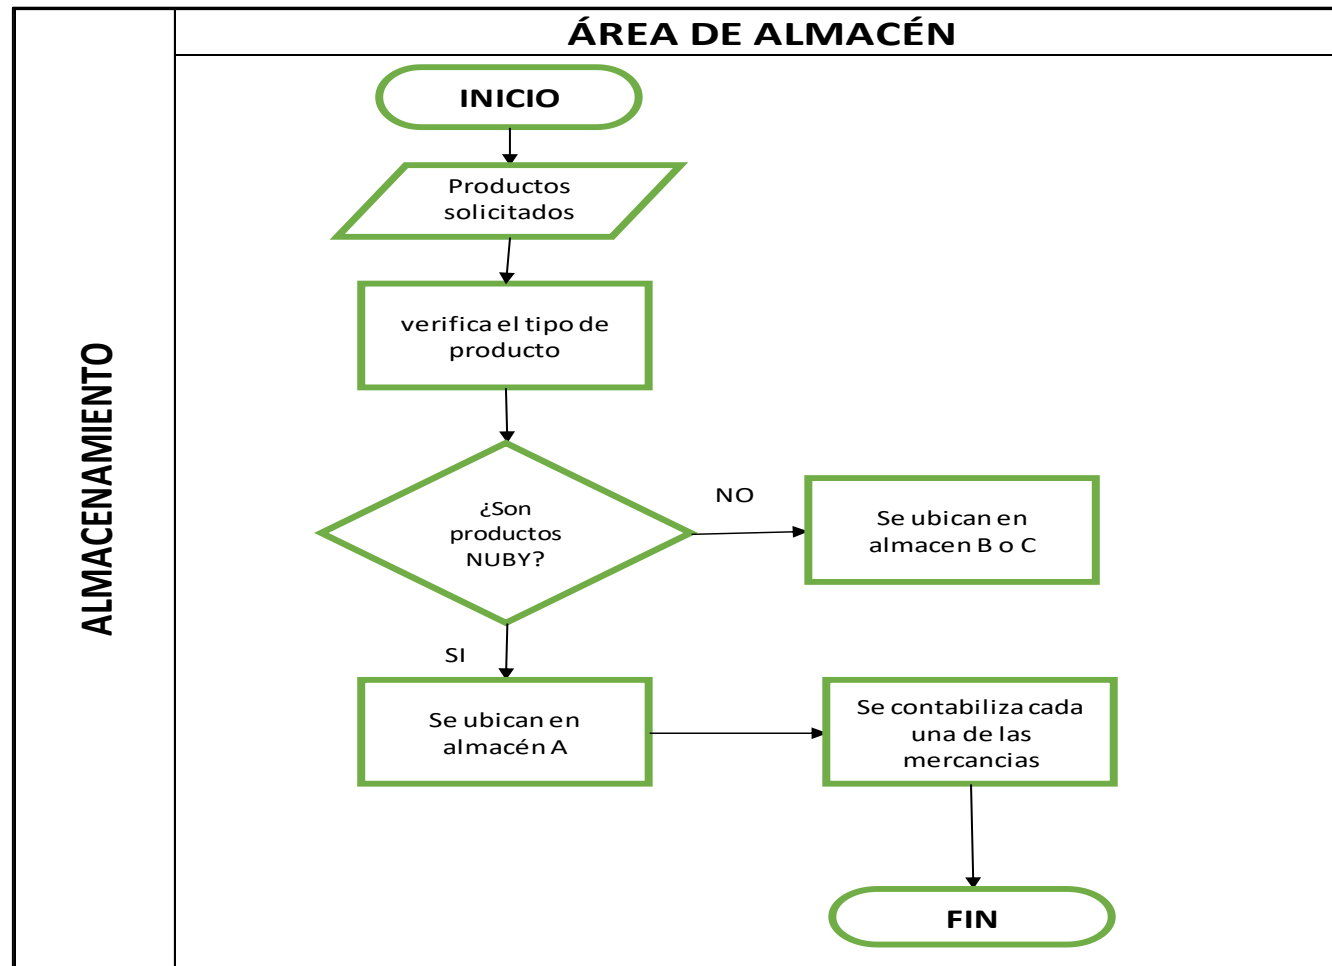 ÁREA DE ALMACÉN
ALMACENAMIENTO
INICIO
Productos
solicitados
verifica el tipo de
producto
¿Son
productos
NUBY?
NO
Se ubican en
almacen B o C
SI
Se ubican en
almacén A
Se contabiliza cada
una de las
mercancias
FIN